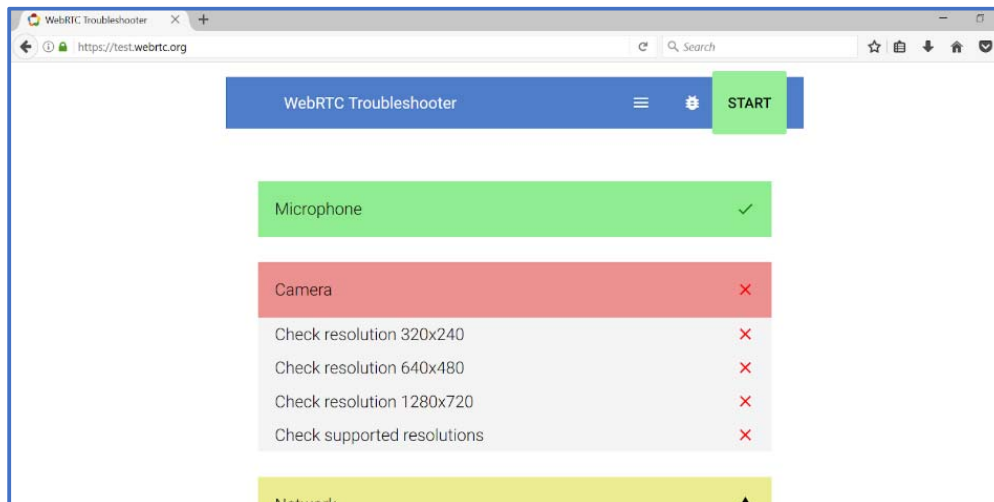 WebRTC Troubleshooter
https://test.webrtc.org
Search
WebRTC Troubleshooter
START
Microphone
Camera
Check resolution 320x240
Check resolution 640x480
Check resolution 1280x720
Check supported resolutions
Network